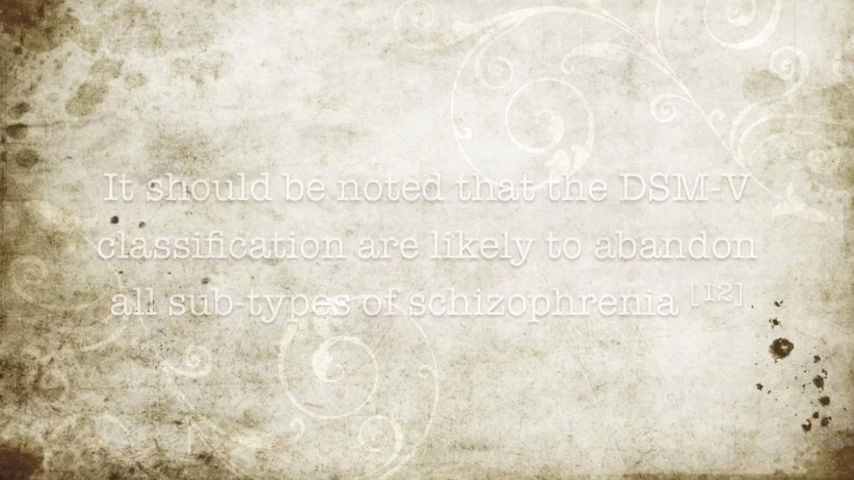 It should be noted that the DSM-V
classification are likely to abandon
all sub-types of schizophrenia [12]